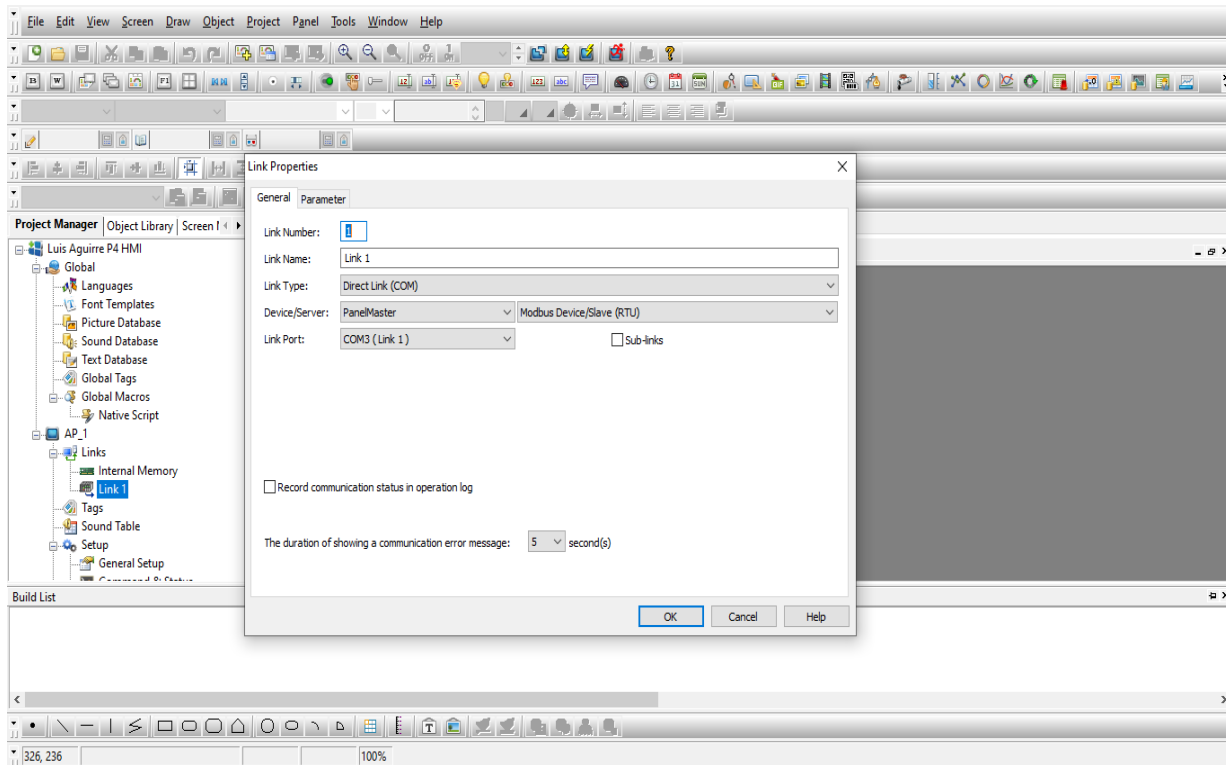 File Edit View Screen Draw Object Project Panel Tools Window Help
Project Manager Object Library Screen
Luis Aguirre P4 HMI
Global
Languages
Font Templates
Picture Database
Sound Database
Text Database
Global Tags
Global Macros
Native Script
AP_1
Links
Internal Memory
Link 1
Tags
Sound Table
Setup
General Setup
Link Properties
General Parameter
Link Number: 1
Link Name: Link 1
Link Type: Direct Link (COM)
Device/Server: PanelMaster Modbus Device/Slave (RTU)
Link Port: COM3 ( Link 1 ) Sub-links
Record communication status in operation log
The duration of showing a communication error message: 5 second(s)
OK Cancel Help
Build List
326, 236 100%